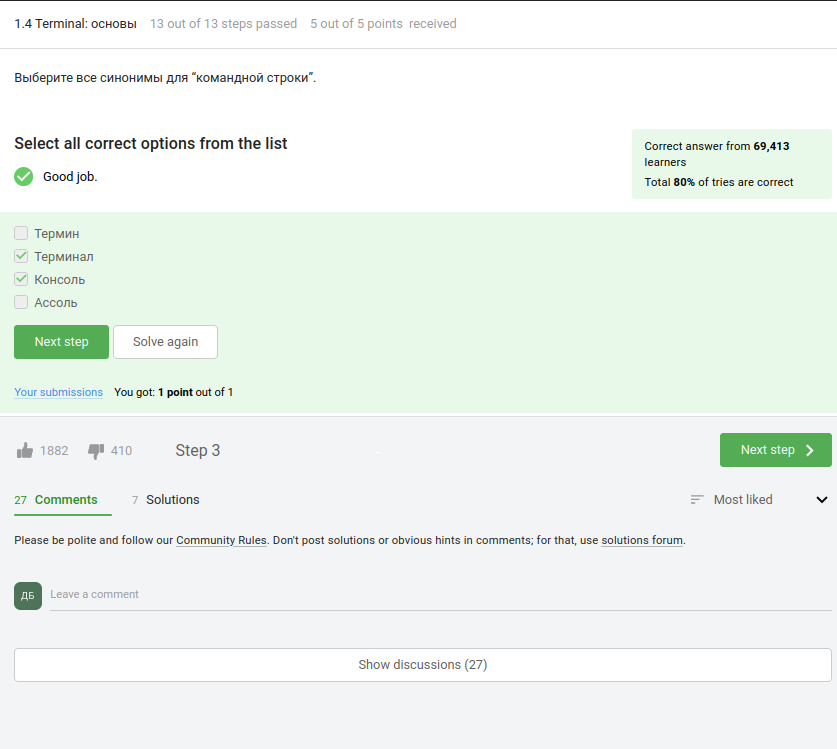 1.4 Terminal: основы 13 out of 13 steps passed 5 out of 5 points received
Выберите все синонимы для “командной строки”.
Select all correct options from the list
Good job.
Correct answer from 69,413
learners
Total 80% of tries are correct
Термин
Терминал
Консоль
Ассоль
Next step Solve again
Your submissions You got: 1 point out of 1
1882 410 Step 3 Next step
27 Comments 7 Solutions Most liked
Please be polite and follow our Community Rules. Don't post solutions or obvious hints in comments; for that, use solutions forum.
ДБ Leave a comment
Show discussions (27)